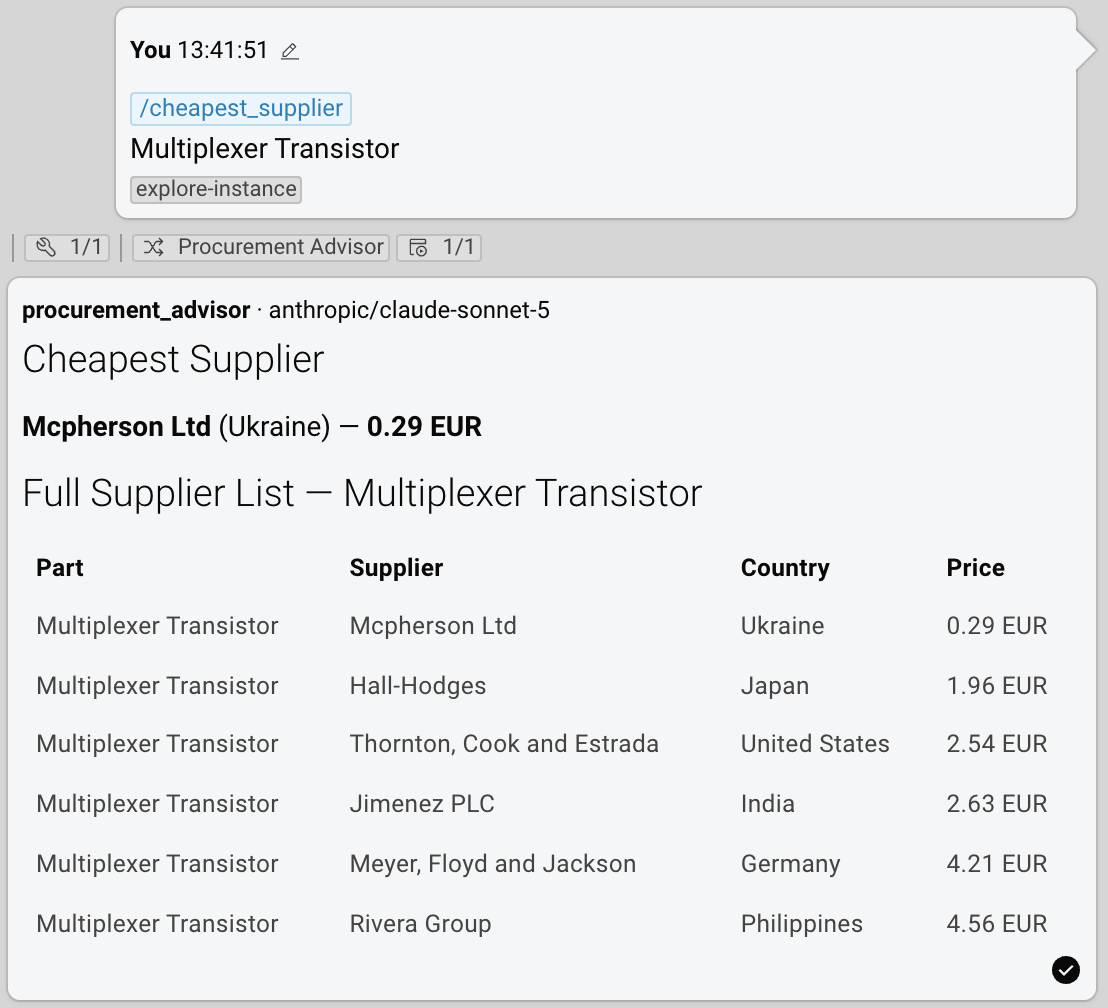 You 13:41:51
/cheapest_supplier
Multiplexer Transistor
explore-instance
1/1 Procurement Advisor 1/1
procurement_advisor · anthropic/claude-sonnet-5
Cheapest Supplier
Mcpherson Ltd (Ukraine) — 0.29 EUR
Full Supplier List — Multiplexer Transistor
Part Supplier Country Price
Multiplexer Transistor Mcpherson Ltd Ukraine 0.29 EUR
Multiplexer Transistor Hall-Hodges Japan 1.96 EUR
Multiplexer Transistor Thornton, Cook and Estrada United States 2.54 EUR
Multiplexer Transistor Jimenez PLC India 2.63 EUR
Multiplexer Transistor Meyer, Floyd and Jackson Germany 4.21 EUR
Multiplexer Transistor Rivera Group Philippines 4.56 EUR